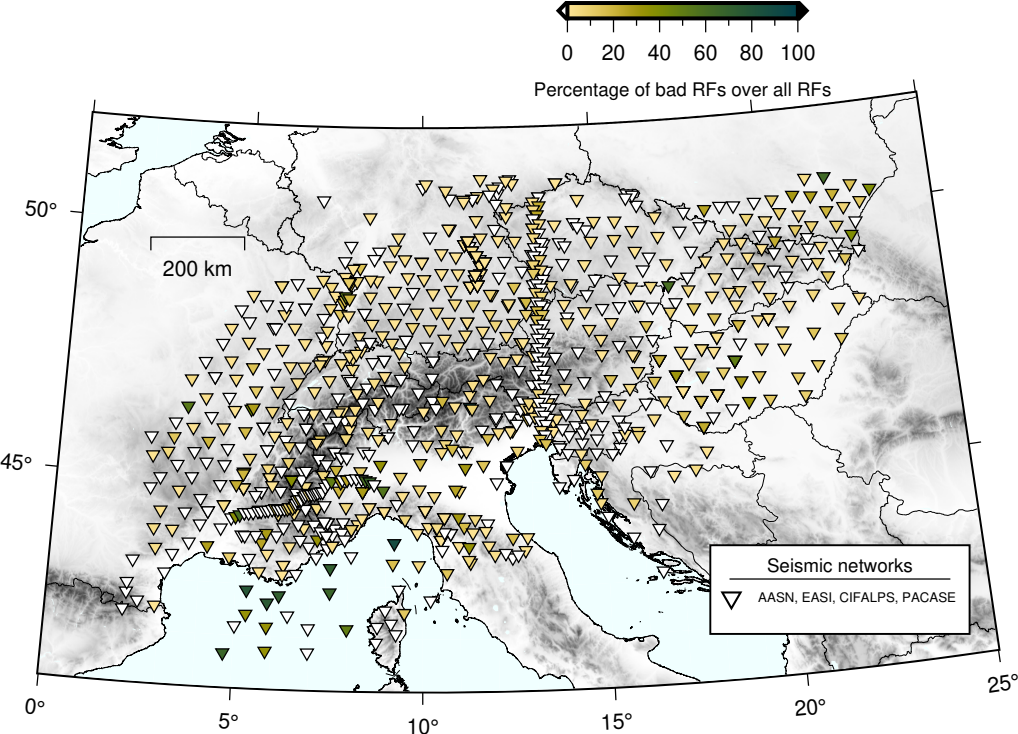 0 20 40 60 80 100
Percentage of bad RFs over all RFs
50°
200 km
45°
Seismic networks
AASN, EASI, CIFALPS, PACASE
0° 5° 10° 15° 20° 25°